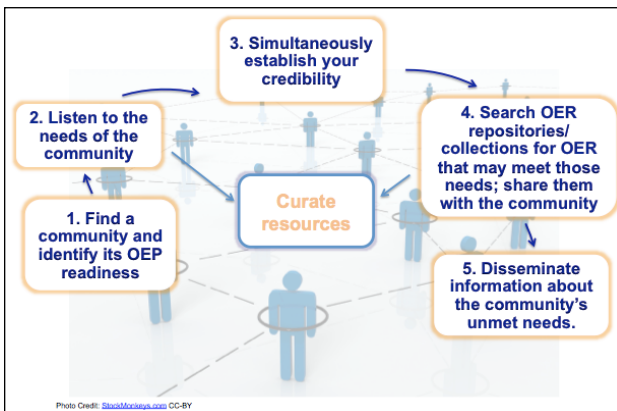 1. Find a
community and
identify its OEP
readiness
2. Listen to the
needs of the
community
3. Simultaneously
establish your
credibility
4. Search OER
repositories/
collections for OER
that may meet those
needs; share them
with the community
5. Disseminate
information about
the community's
unmet needs.
Curate
resources
Photo Credit: StockMonkeys.com CC-BY